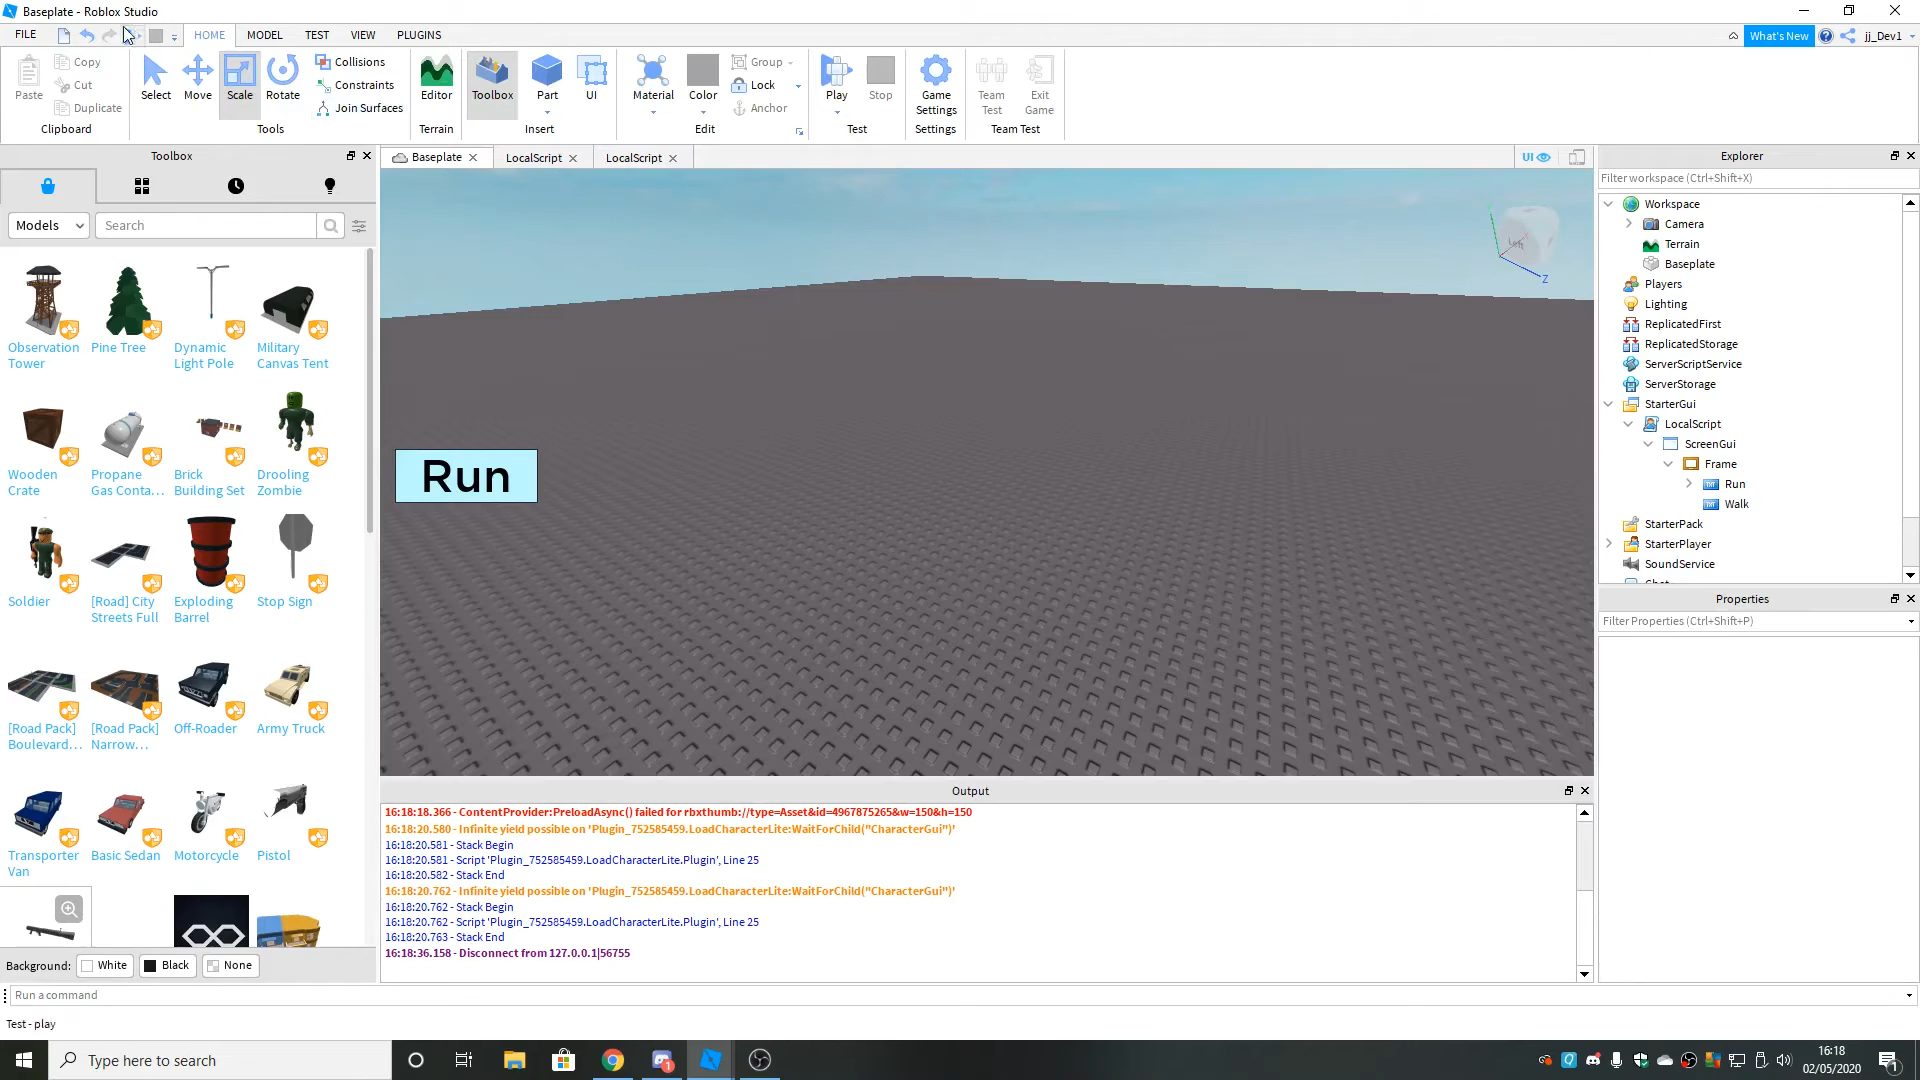 Baseplate - Roblox Studio
FILE
HOME
MODEL
TEST
VIEW
PLUGINS
What's New
jj_Dev1
Paste
Copy
Cut
Duplicate
Clipboard
Select
Move
Scale
Rotate
Collisions
Constraints
Join Surfaces
Tools
Editor
Terrain
Toolbox
Part
UI
Insert
Material
Color
Group
Lock
Anchor
Edit
Play
Stop
Test
Game Settings
Settings
Team Test
Exit Game
Team Test
Toolbox
Models
Search
Observation Tower
Pine Tree
Dynamic Light Pole
Military Canvas Tent
Wooden Crate
Propane Gas Conta...
Brick Building Set
Drooling Zombie
Soldier
[Road] City Streets Full
Exploding Barrel
Stop Sign
[Road Pack] Boulevard...
[Road Pack] Narrow...
Off-Roader
Army Truck
Transporter Van
Basic Sedan
Motorcycle
Pistol
Background:
White
Black
None
Baseplate
LocalScript
LocalScript
UI
Left
Z
Run
Output
16:18:18.366 - ContentProvider:PreloadAsync() failed for rbxthumb://type=Asset&id=4967875265&w=150&h=150
16:18:20.580 - Infinite yield possible on 'Plugin_752585459.LoadCharacterLite:WaitForChild("CharacterGui")'
16:18:20.581 - Stack Begin
16:18:20.581 - Script 'Plugin_752585459.LoadCharacterLite.Plugin', Line 25
16:18:20.582 - Stack End
16:18:20.762 - Infinite yield possible on 'Plugin_752585459.LoadCharacterLite:WaitForChild("CharacterGui")'
16:18:20.762 - Stack Begin
16:18:20.762 - Script 'Plugin_752585459.LoadCharacterLite.Plugin', Line 25
16:18:20.763 - Stack End
16:18:36.158 - Disconnect from 127.0.0.1|56755
Explorer
Filter workspace (Ctrl+Shift+X)
Workspace
Camera
Terrain
Baseplate
Players
Lighting
ReplicatedFirst
ReplicatedStorage
ServerScriptService
ServerStorage
StarterGui
LocalScript
ScreenGui
Frame
Run
Walk
StarterPack
StarterPlayer
SoundService
Chat
Properties
Filter Properties (Ctrl+Shift+P)
Run a command
Test - play
Type here to search
16:18
02/05/2020